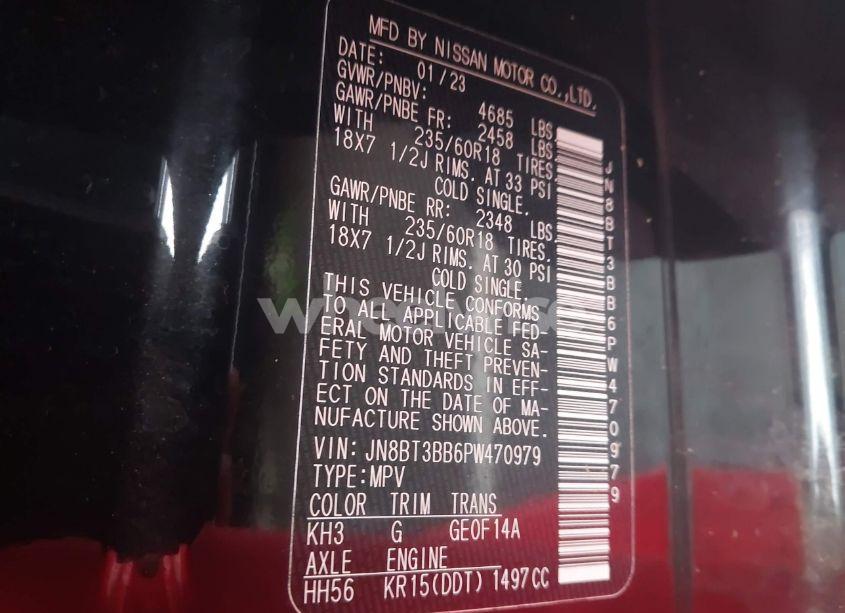 MFD BY NISSAN MOTOR CO.,LTD.
DATE: 01/23
GVWR/PNBV: 4685 LBS
GAWR/PNBE FR: 2458 LBS
WITH 235/60R18 TIRES.
18X7 1/2J RIMS. AT 33 PSI
COLD SINGLE.
GAWR/PNBE RR: 2348 LBS
WITH 235/60R18 TIRES.
18X7 1/2J RIMS. AT 30 PSI
COLD SINGLE.
THIS VEHICLE CONFORMS
TO ALL APPLICABLE FED-
ERAL MOTOR VEHICLE SA-
FETY AND THEFT PREVEN-
TION STANDARDS IN EFF-
ECT ON THE DATE OF MA-
NUFACTURE SHOWN ABOVE.
VIN: JN8BT3BB6PW470979
TYPE:MPV
COLOR TRIM TRANS
KH3 G GE0F14A
AXLE ENGINE
HH56 KR15(DDT) 1497CC
JN8BT3BB6PW470979